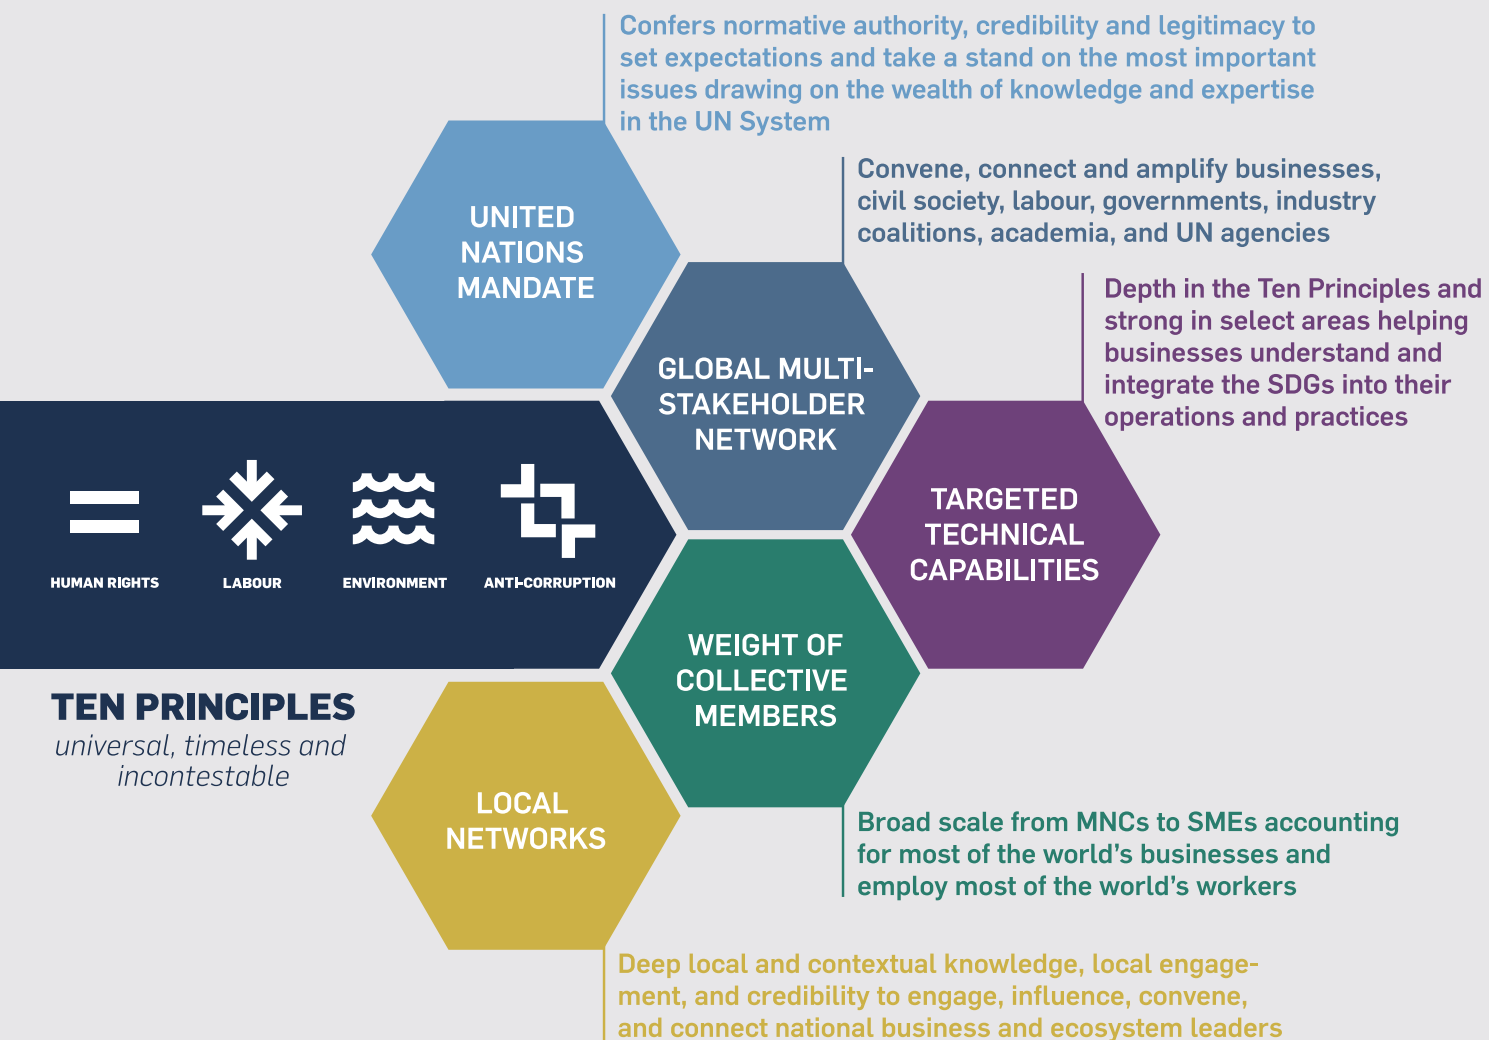 Confers normative authority, credibility and legitimacy to
set expectations and take a stand on the most important
issues drawing on the wealth of knowledge and expertise
in the UN System
UNITED
NATIONS
MANDATE
Convene, connect and amplify businesses,
civil society, labour, governments, industry
coalitions, academia, and UN agencies
GLOBAL MULTI-
STAKEHOLDER
NETWORK
Depth in the Ten Principles and
strong in select areas helping
businesses understand and
integrate the SDGs into their
operations and practices
TARGETED
TECHNICAL
CAPABILITIES
HUMAN RIGHTS
LABOUR
ENVIRONMENT
ANTI-CORRUPTION
TEN PRINCIPLES
universal, timeless and
incontestable
WEIGHT OF
COLLECTIVE
MEMBERS
Broad scale from MNCs to SMEs accounting
for most of the world's businesses and
employ most of the world's workers
LOCAL
NETWORKS
Deep local and contextual knowledge, local engage-
ment, and credibility to engage, influence, convene,
and connect national business and ecosystem leaders